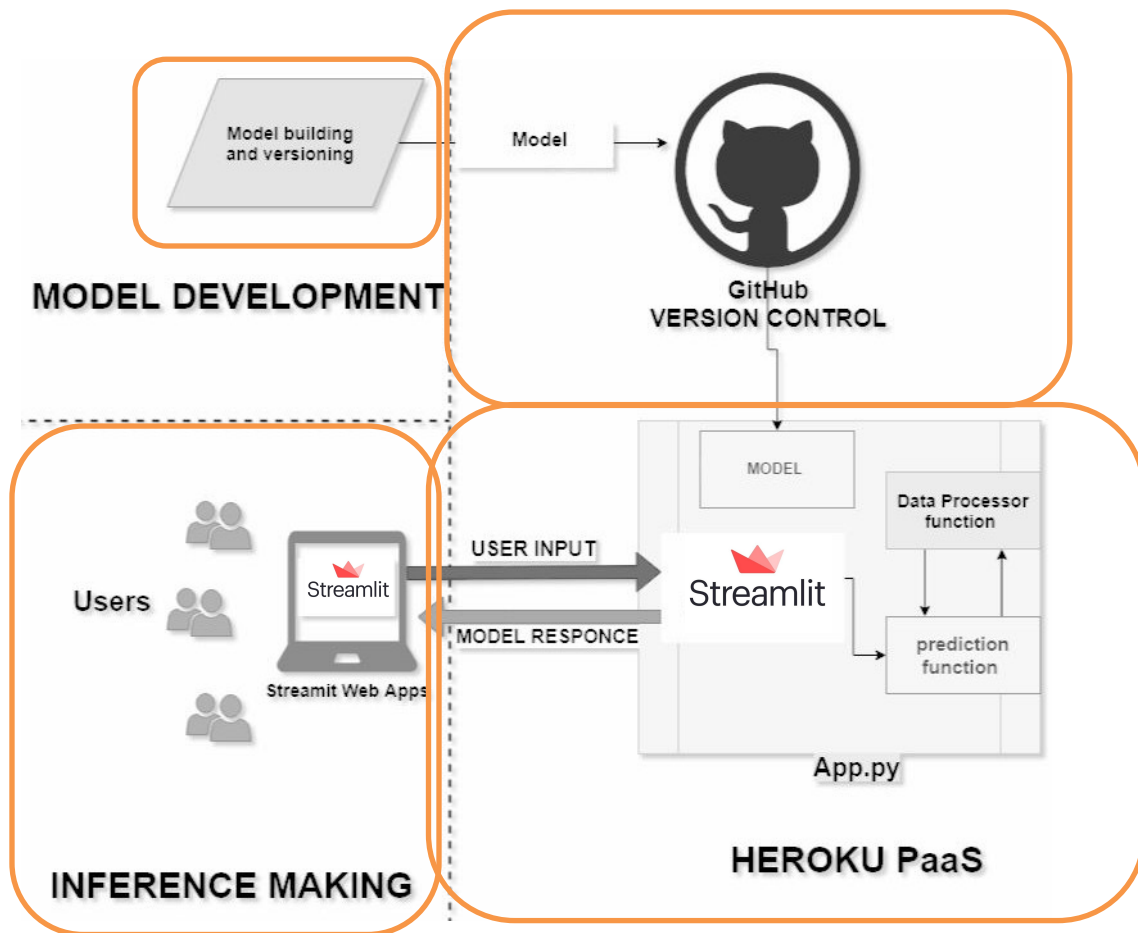 Model building
and versioning
Model
MODEL DEVELOPMENT
GitHub
VERSION CONTROL
MODEL
Data Processor
function
USER INPUT
Streamlit
Streamlit
Users
MODEL RESPONCE
prediction
function
Streamit Web Apps
App.py
HEROKU PaaS
INFERENCE MAKING